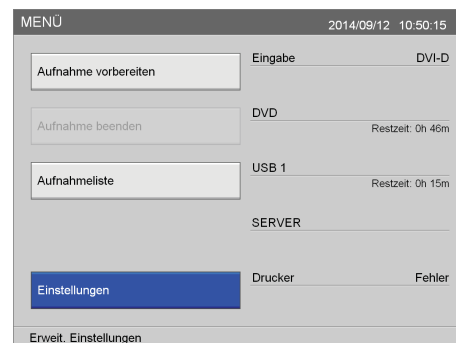 MENÜ 2014/09/12 10:50:15
Aufnahme vorbereiten
Eingabe DVI-D
Aufnahme beenden
DVD
Restzeit: 0h 46m
Aufnahmeliste
USB 1
Restzeit: 0h 15m
SERVER
Einstellungen
Drucker Fehler
Erweit. Einstellungen